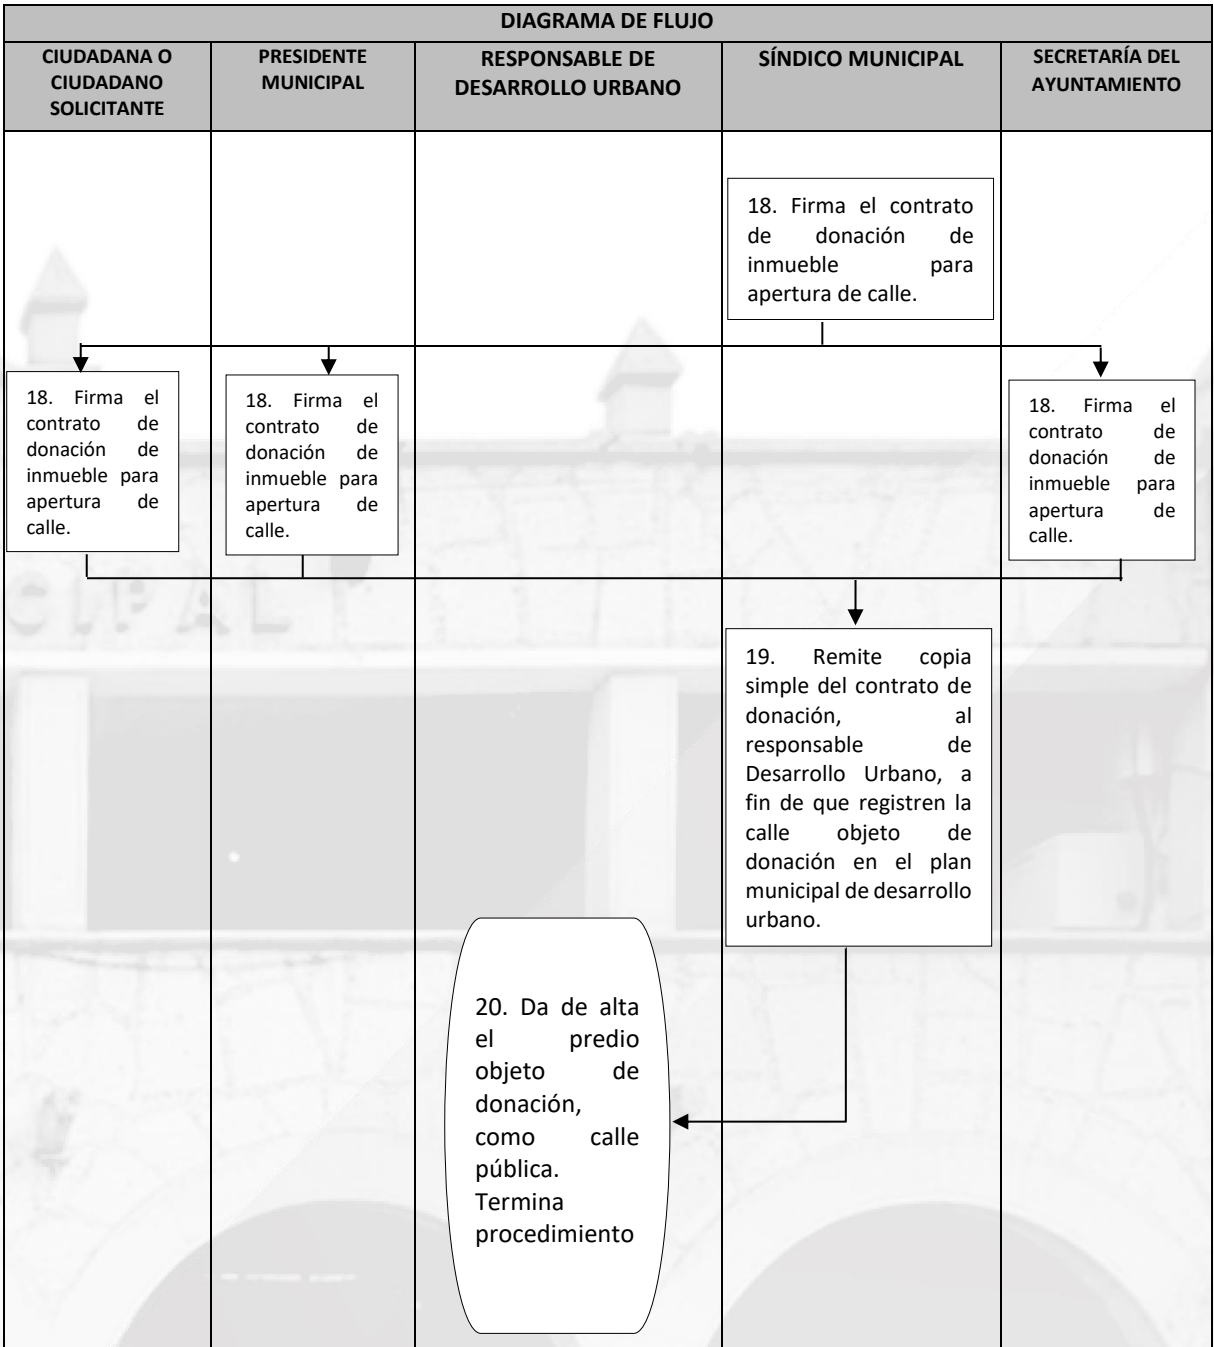 DIAGRAMA DE FLUJO
CIUDADANA O
CIUDADANO
SOLICITANTE
PRESIDENTE
MUNICIPAL
RESPONSABLE DE
DESARROLLO URBANO
SÍNDICO MUNICIPAL
SECRETARÍA DEL
AYUNTAMIENTO
18. Firma el contrato
de donación de
inmueble para
apertura de calle.
18. Firma el
contrato de
donación de
inmueble para
apertura de
calle.
18. Firma el
contrato de
donación de
inmueble para
apertura de
calle.
18. Firma el
contrato de
donación de
inmueble para
apertura de
calle.
CIPAL
19. Remite copia
simple del contrato de
donación, al
responsable de
Desarrollo Urbano, a
fin de que registren la
calle objeto de
donación en el plan
municipal de desarrollo
urbano.
20. Da de alta
el predio
objeto de
donación,
como calle
pública.
Termina
procedimiento